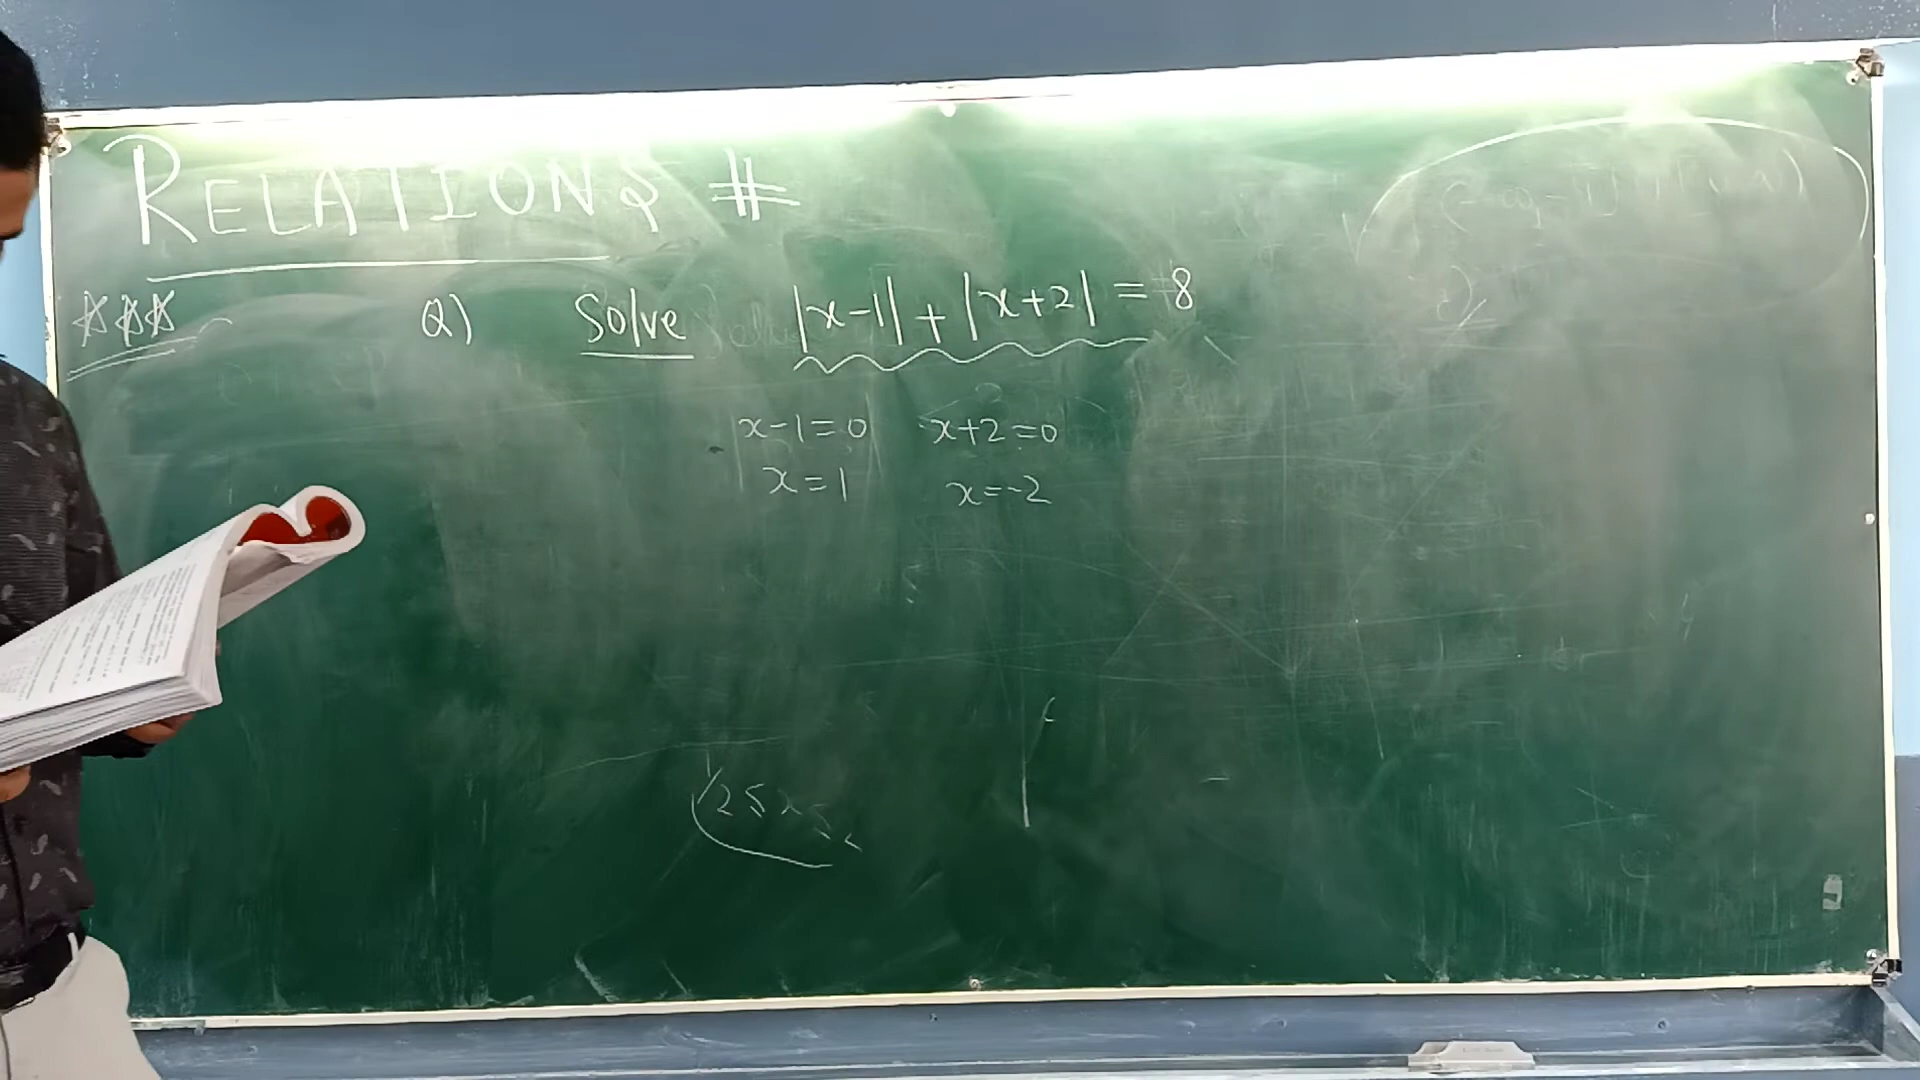 RELATIONS #
Q) Solve |x-1| + |x+2| = 8
x-1=0 x+2=0
x=1 x=-2